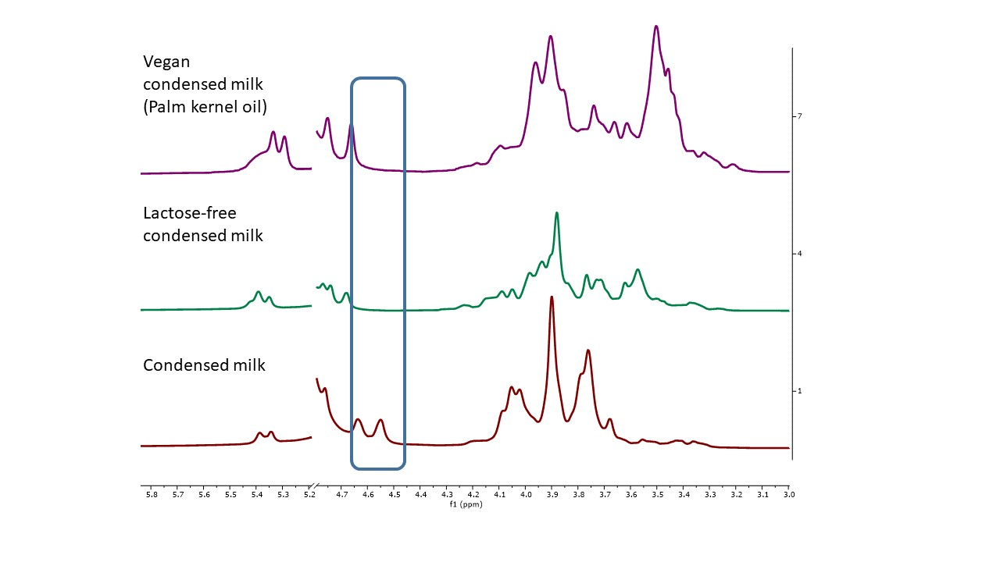 Vegan
condensed milk
(Palm kernel oil)
7
Lactose-free
condensed milk
4
Condensed milk
1
5.8 5.7 5.6 5.5 5.4 5.3 5.2 4.7 4.6 4.5 4.4 4.3 4.2 4.1 4.0 3.9 3.8 3.7 3.6 3.5 3.4 3.3 3.2 3.1 3.0
f1 (ppm)